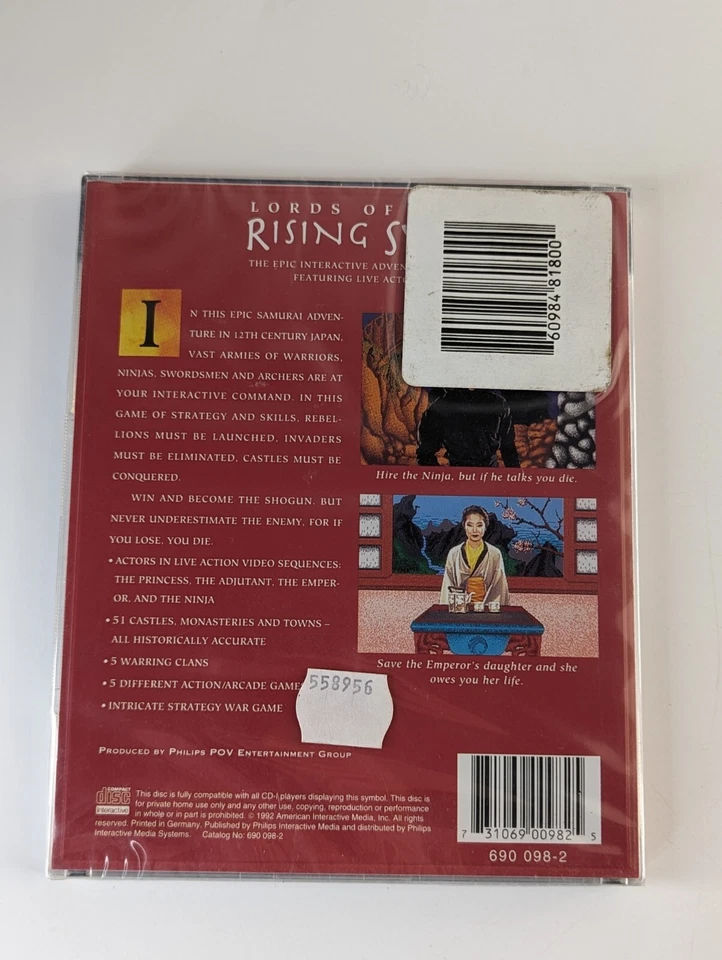 LORDS OF
RISING
THE EPIC INTERACTIVE
FEATURING LIVE
60984 81800
IN THIS EPIC SAMURAI ADVEN-
TURE IN 12TH CENTURY JAPAN,
VAST ARMIES OF WARRIORS,
NINJAS, SWORDSMEN AND ARCHERS ARE AT
YOUR INTERACTIVE COMMAND. IN THIS
GAME OF STRATEGY AND SKILLS, REBEL-
LIONS MUST BE LAUNCHED, INVADERS
MUST BE ELIMINATED, CASTLES MUST BE
CONQUERED.
WIN AND BECOME THE SHOGUN. BUT
NEVER UNDERESTIMATE THE ENEMY, FOR IF
YOU LOSE, YOU DIE.
• ACTORS IN LIVE ACTION VIDEO SEQUENCES:
THE PRINCESS, THE ADJUTANT, THE EMPER-
OR, AND THE NINJA
• 51 CASTLES, MONASTERIES AND TOWNS –
ALL HISTORICALLY ACCURATE
• 5 WARRING CLANS
• 5 DIFFERENT ACTION/ARCADE GAME
• INTRICATE STRATEGY WAR GAME
Hire the Ninja, but if he talks you die.
Save the Emperor's daughter and she
owes you her life.
558956
PRODUCED BY PHILIPS POV ENTERTAINMENT GROUP
COMPACT
disc
Interactive
This disc is fully compatible with all CD-I players displaying this symbol. This disc is
for private home use only and any other use, copying, reproduction or performance
in whole or in part is prohibited. © 1992 American Interactive Media, Inc. All rights
reserved. Printed in Germany. Published by Philips Interactive Media and distributed by Philips
Interactive Media Systems. Catalog No: 690 098-2
7 31069 00982 5
690 098-2